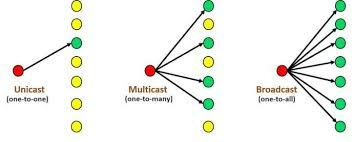 Unicast
(one-to-one)
Multicast
(one-to-many)
Broadcast
(one-to-all)